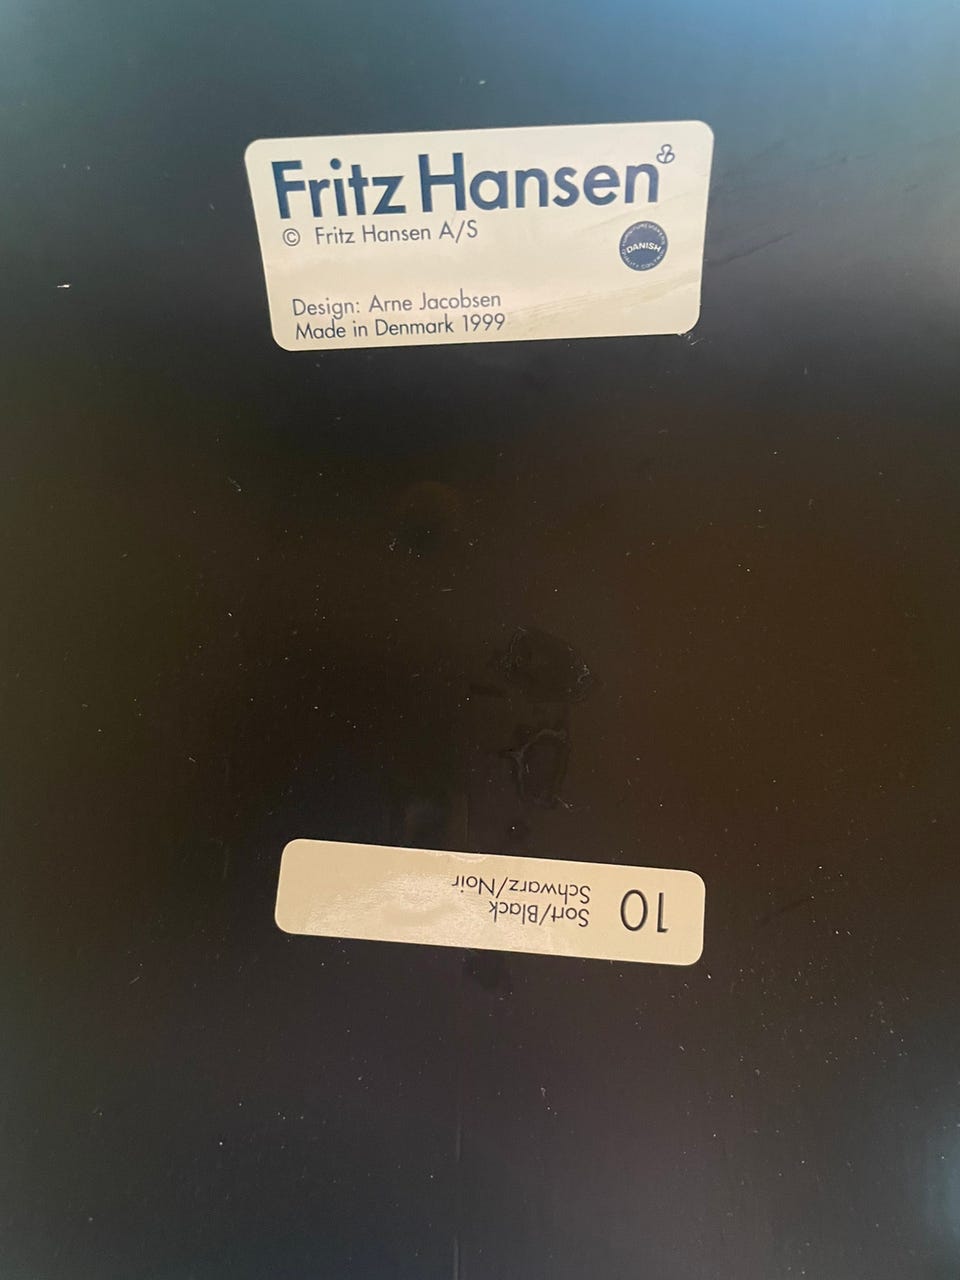 Fritz Hansen
© Fritz Hansen A/S
DANISH
Design: Arne Jacobsen
Made in Denmark 1999
10
Sort/Black
Schwarz/Noir